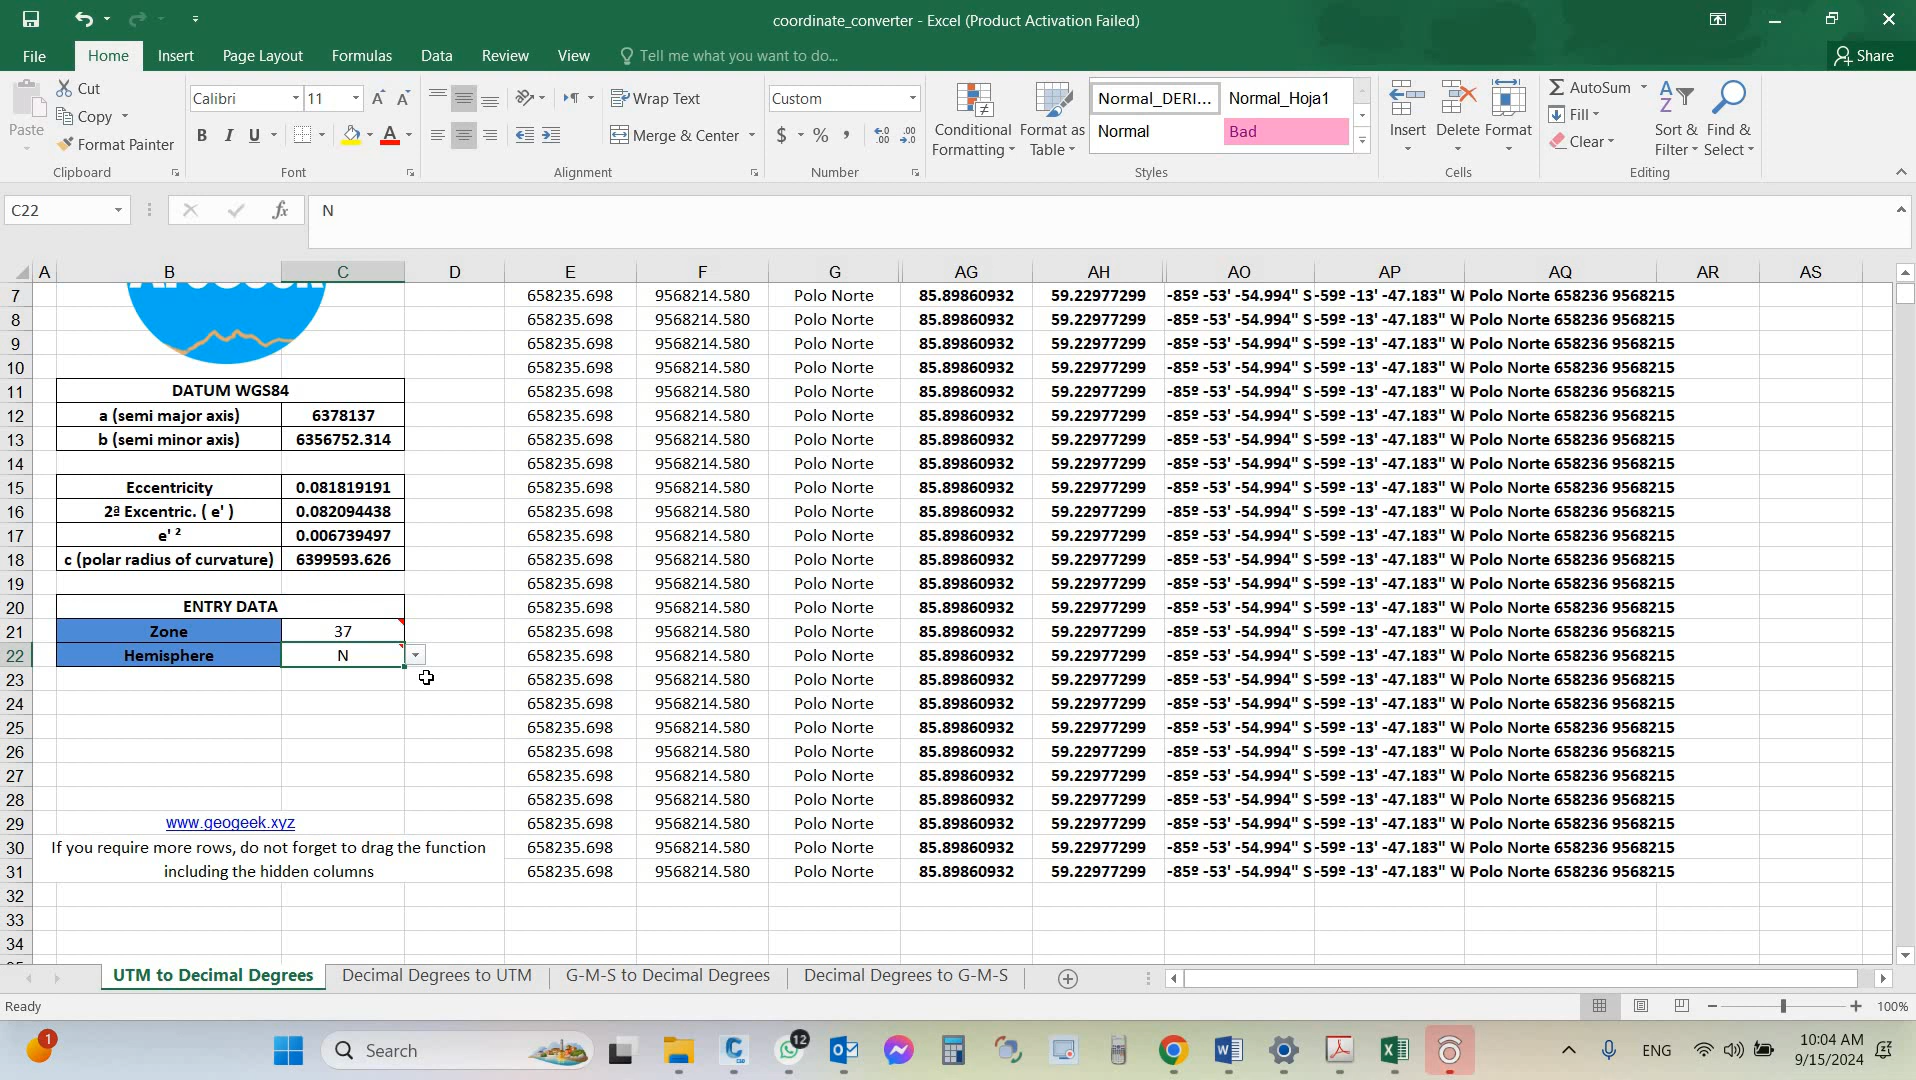 coordinate_converter - Excel (Product Activation Failed)
File Home Insert Page Layout Formulas Data Review View Tell me what you want to do... Share
Paste
Cut
Copy
Format Painter
Clipboard
Calibri 11
B I U
Font
Wrap Text
Merge & Center
Alignment
Custom
$ % ,
Number
Conditional Formatting
Format as Table
Normal_DERI... Normal_Hoja1
Normal Bad
Styles
Insert Delete Format
Cells
AutoSum
Fill
Clear
Sort & Filter
Find & Select
Editing
C22 fx N
A B C D E F G AG AH AO AP AQ AR AS
7 658235.698 9568214.580 Polo Norte 85.89860932 59.22977299 -85º -53' -54.994" S -59º -13' -47.183" W Polo Norte 658236 9568215
8 658235.698 9568214.580 Polo Norte 85.89860932 59.22977299 -85º -53' -54.994" S -59º -13' -47.183" W Polo Norte 658236 9568215
9 658235.698 9568214.580 Polo Norte 85.89860932 59.22977299 -85º -53' -54.994" S -59º -13' -47.183" W Polo Norte 658236 9568215
10 658235.698 9568214.580 Polo Norte 85.89860932 59.22977299 -85º -53' -54.994" S -59º -13' -47.183" W Polo Norte 658236 9568215
11 DATUM WGS84 658235.698 9568214.580 Polo Norte 85.89860932 59.22977299 -85º -53' -54.994" S -59º -13' -47.183" W Polo Norte 658236 9568215
12 a (semi major axis) 6378137 658235.698 9568214.580 Polo Norte 85.89860932 59.22977299 -85º -53' -54.994" S -59º -13' -47.183" W Polo Norte 658236 9568215
13 b (semi minor axis) 6356752.314 658235.698 9568214.580 Polo Norte 85.89860932 59.22977299 -85º -53' -54.994" S -59º -13' -47.183" W Polo Norte 658236 9568215
14 658235.698 9568214.580 Polo Norte 85.89860932 59.22977299 -85º -53' -54.994" S -59º -13' -47.183" W Polo Norte 658236 9568215
15 Eccentricity 0.081819191 658235.698 9568214.580 Polo Norte 85.89860932 59.22977299 -85º -53' -54.994" S -59º -13' -47.183" W Polo Norte 658236 9568215
16 2ª Excentric. ( e' ) 0.082094438 658235.698 9568214.580 Polo Norte 85.89860932 59.22977299 -85º -53' -54.994" S -59º -13' -47.183" W Polo Norte 658236 9568215
17 e' ² 0.006739497 658235.698 9568214.580 Polo Norte 85.89860932 59.22977299 -85º -53' -54.994" S -59º -13' -47.183" W Polo Norte 658236 9568215
18 c (polar radius of curvature) 6399593.626 658235.698 9568214.580 Polo Norte 85.89860932 59.22977299 -85º -53' -54.994" S -59º -13' -47.183" W Polo Norte 658236 9568215
19 658235.698 9568214.580 Polo Norte 85.89860932 59.22977299 -85º -53' -54.994" S -59º -13' -47.183" W Polo Norte 658236 9568215
20 ENTRY DATA 658235.698 9568214.580 Polo Norte 85.89860932 59.22977299 -85º -53' -54.994" S -59º -13' -47.183" W Polo Norte 658236 9568215
21 Zone 37 658235.698 9568214.580 Polo Norte 85.89860932 59.22977299 -85º -53' -54.994" S -59º -13' -47.183" W Polo Norte 658236 9568215
22 Hemisphere N 658235.698 9568214.580 Polo Norte 85.89860932 59.22977299 -85º -53' -54.994" S -59º -13' -47.183" W Polo Norte 658236 9568215
23 658235.698 9568214.580 Polo Norte 85.89860932 59.22977299 -85º -53' -54.994" S -59º -13' -47.183" W Polo Norte 658236 9568215
24 658235.698 9568214.580 Polo Norte 85.89860932 59.22977299 -85º -53' -54.994" S -59º -13' -47.183" W Polo Norte 658236 9568215
25 658235.698 9568214.580 Polo Norte 85.89860932 59.22977299 -85º -53' -54.994" S -59º -13' -47.183" W Polo Norte 658236 9568215
26 658235.698 9568214.580 Polo Norte 85.89860932 59.22977299 -85º -53' -54.994" S -59º -13' -47.183" W Polo Norte 658236 9568215
27 658235.698 9568214.580 Polo Norte 85.89860932 59.22977299 -85º -53' -54.994" S -59º -13' -47.183" W Polo Norte 658236 9568215
28 658235.698 9568214.580 Polo Norte 85.89860932 59.22977299 -85º -53' -54.994" S -59º -13' -47.183" W Polo Norte 658236 9568215
29 www.geogeek.xyz 658235.698 9568214.580 Polo Norte 85.89860932 59.22977299 -85º -53' -54.994" S -59º -13' -47.183" W Polo Norte 658236 9568215
30 If you require more rows, do not forget to drag the function 658235.698 9568214.580 Polo Norte 85.89860932 59.22977299 -85º -53' -54.994" S -59º -13' -47.183" W Polo Norte 658236 9568215
31 including the hidden columns 658235.698 9568214.580 Polo Norte 85.89860932 59.22977299 -85º -53' -54.994" S -59º -13' -47.183" W Polo Norte 658236 9568215
32
33
34
UTM to Decimal Degrees Decimal Degrees to UTM G-M-S to Decimal Degrees Decimal Degrees to G-M-S
Ready 100%
1 Search 12 ENG 10:04 AM
9/15/2024